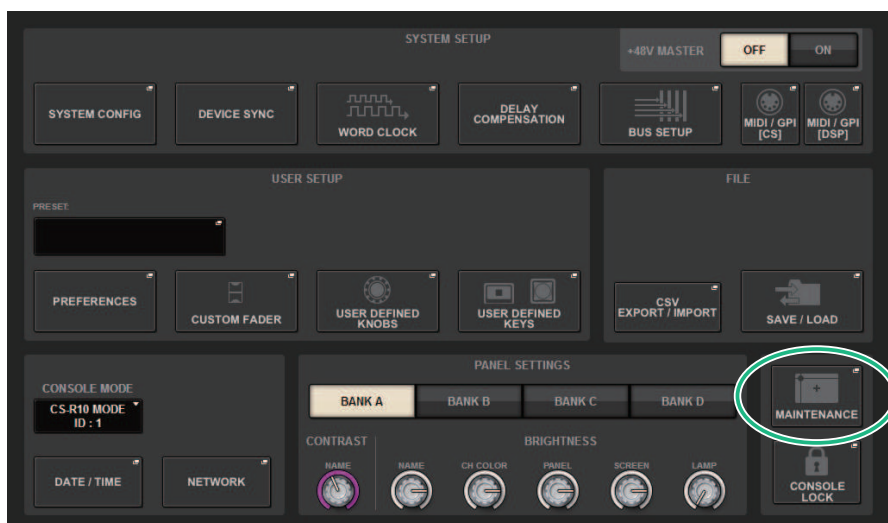 SYSTEM SETUP
+48V MASTER
OFF
ON
SYSTEM CONFIG
DEVICE SYNC
WORD CLOCK
DELAY
COMPENSATION
BUS SETUP
MIDI / GPI
[CS]
MIDI / GPI
[DSP]
USER SETUP
PRESET
PREFERENCES
CUSTOM FADER
USER DEFINED
KNOBS
USER DEFINED
KEYS
FILE
CSV
EXPORT / IMPORT
SAVE / LOAD
CONSOLE MODE
CS-R10 MODE
ID : 1
DATE / TIME
NETWORK
PANEL SETTINGS
BANK A
BANK B
BANK C
BANK D
CONTRAST
BRIGHTNESS
NAME
NAME
CH COLOR
PANEL
SCREEN
LAMP
MAINTENANCE
CONSOLE
LOCK